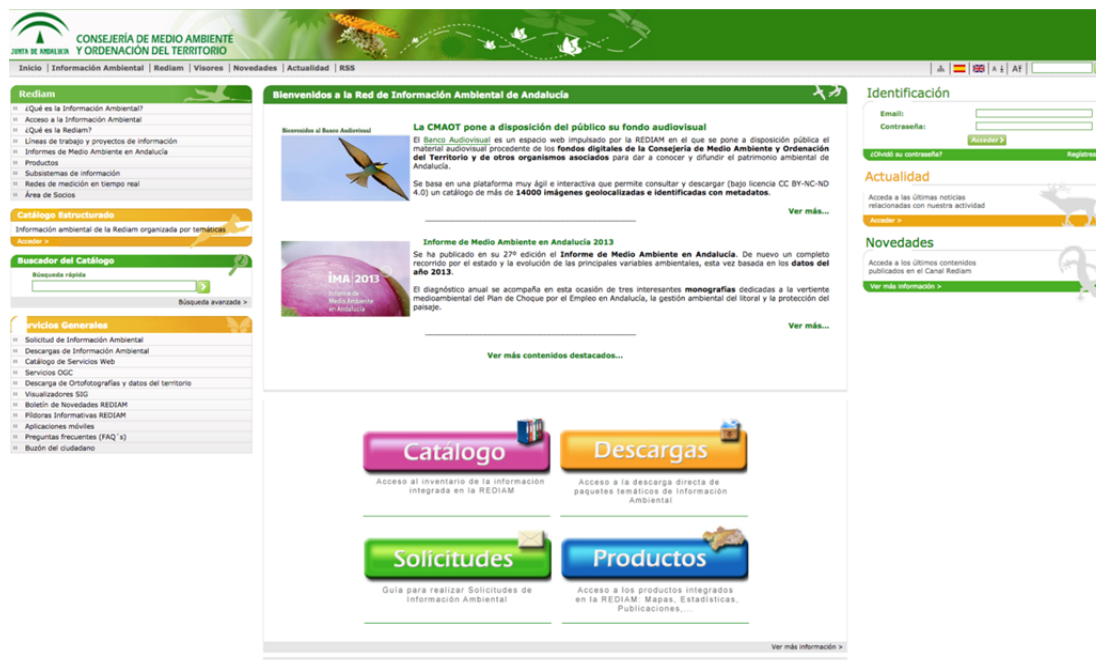 JUNTA DE ANDALUCIA
CONSEJERÍA DE MEDIO AMBIENTE
Y ORDENACIÓN DEL TERRITORIO
Inicio | Información Ambiental | Rediam | Visores | Novedades | Actualidad | RSS
Rediam
¿Qué es la Información Ambiental?
Acceso a la Información Ambiental
¿Qué es la Rediam?
Líneas de trabajo y proyectos de información
Informes de Medio Ambiente en Andalucía
Productos
Subsistemas de información
Redes de medición en tiempo real
Área de Socios
Catálogo Estructurado
Información ambiental de la Rediam organizada por temáticas
Acceder >
Buscador del Catálogo
Búsqueda rápida
Búsqueda avanzada >
rvicios Generales
Solicitud de Información Ambiental
Descargas de Información Ambiental
Catálogo de Servicios Web
Servicios OGC
Descarga de Ortofotografías y datos del territorio
Visualizadores SIG
Boletín de Novedades REDIAM
Píldoras Informativas REDIAM
Aplicaciones móviles
Preguntas frecuentes (FAQ´s)
Buzón del ciudadano
Bienvenidos a la Red de Información Ambiental de Andalucía
Bienvenidos al Banco Audiovisual
La CMAOT pone a disposición del público su fondo audiovisual
El Banco Audiovisual es un espacio web impulsado por la REDIAM en el que se pone a disposición pública el
material audiovisual procedente de los fondos digitales de la Consejería de Medio Ambiente y Ordenación
del Territorio y de otros organismos asociados para dar a conocer y difundir el patrimonio ambiental de
Andalucía.
Se basa en una plataforma muy ágil e interactiva que permite consultar y descargar (bajo licencia CC BY-NC-ND
4.0) un catálogo de más de 14000 imágenes geolocalizadas e identificadas con metadatos.
Ver más...
iMA 2013
Informe de
Medio Ambiente
en Andalucía
Informe de Medio Ambiente en Andalucía 2013
Se ha publicado en su 27º edición el Informe de Medio Ambiente en Andalucía. De nuevo un completo
recorrido por el estado y la evolución de las principales variables ambientales, esta vez basada en los datos del
año 2013.
El diagnóstico anual se acompaña en esta ocasión de tres interesantes monografías dedicadas a la vertiente
medioambiental del Plan de Choque por el Empleo en Andalucía, la gestión ambiental del litoral y la protección del
paisaje.
Ver más...
Ver más contenidos destacados...
Catálogo
Acceso al inventario de la información
integrada en la REDIAM
Descargas
Acceso a la descarga directa de
paquetes temáticos de Información
Ambiental
Solicitudes
Guía para realizar Solicitudes de
Información Ambiental
Productos
Acceso a los productos integrados
en la REDIAM: Mapas, Estadísticas,
Publicaciones,...
Ver más información >
Identificación
Email:
Contraseña:
Acceder >
¿Olvidó su contraseña?
Regístres
Actualidad
Acceda a las últimas noticias
relacionadas con nuestra actividad
Acceder >
Novedades
Acceda a los últimos contenidos
publicados en el Canal Rediam
Ver más información >